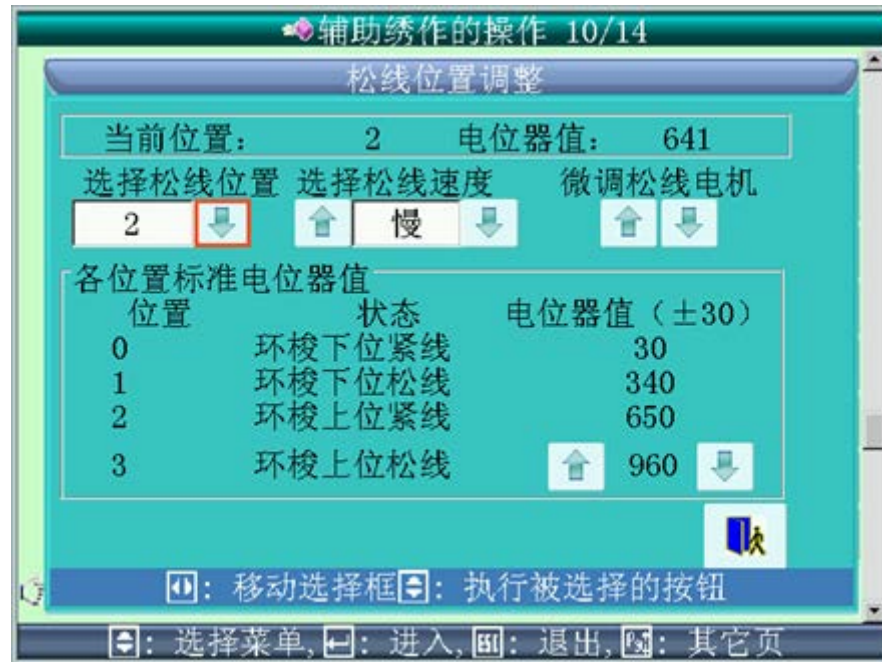 辅助绣作的操作 10/14
松线位置调整
当前位置: 2 电位器值: 641
选择松线位置 选择松线速度 微调松线电机
2 慢
各位置标准电位器值
位置 状态 电位器值（±30）
0 环梭下位紧线 30
1 环梭下位松线 340
2 环梭上位紧线 650
3 环梭上位松线 960
: 移动选择框 : 执行被选择的按钮
: 选择菜单, : 进入, ESC : 退出, : 其它页